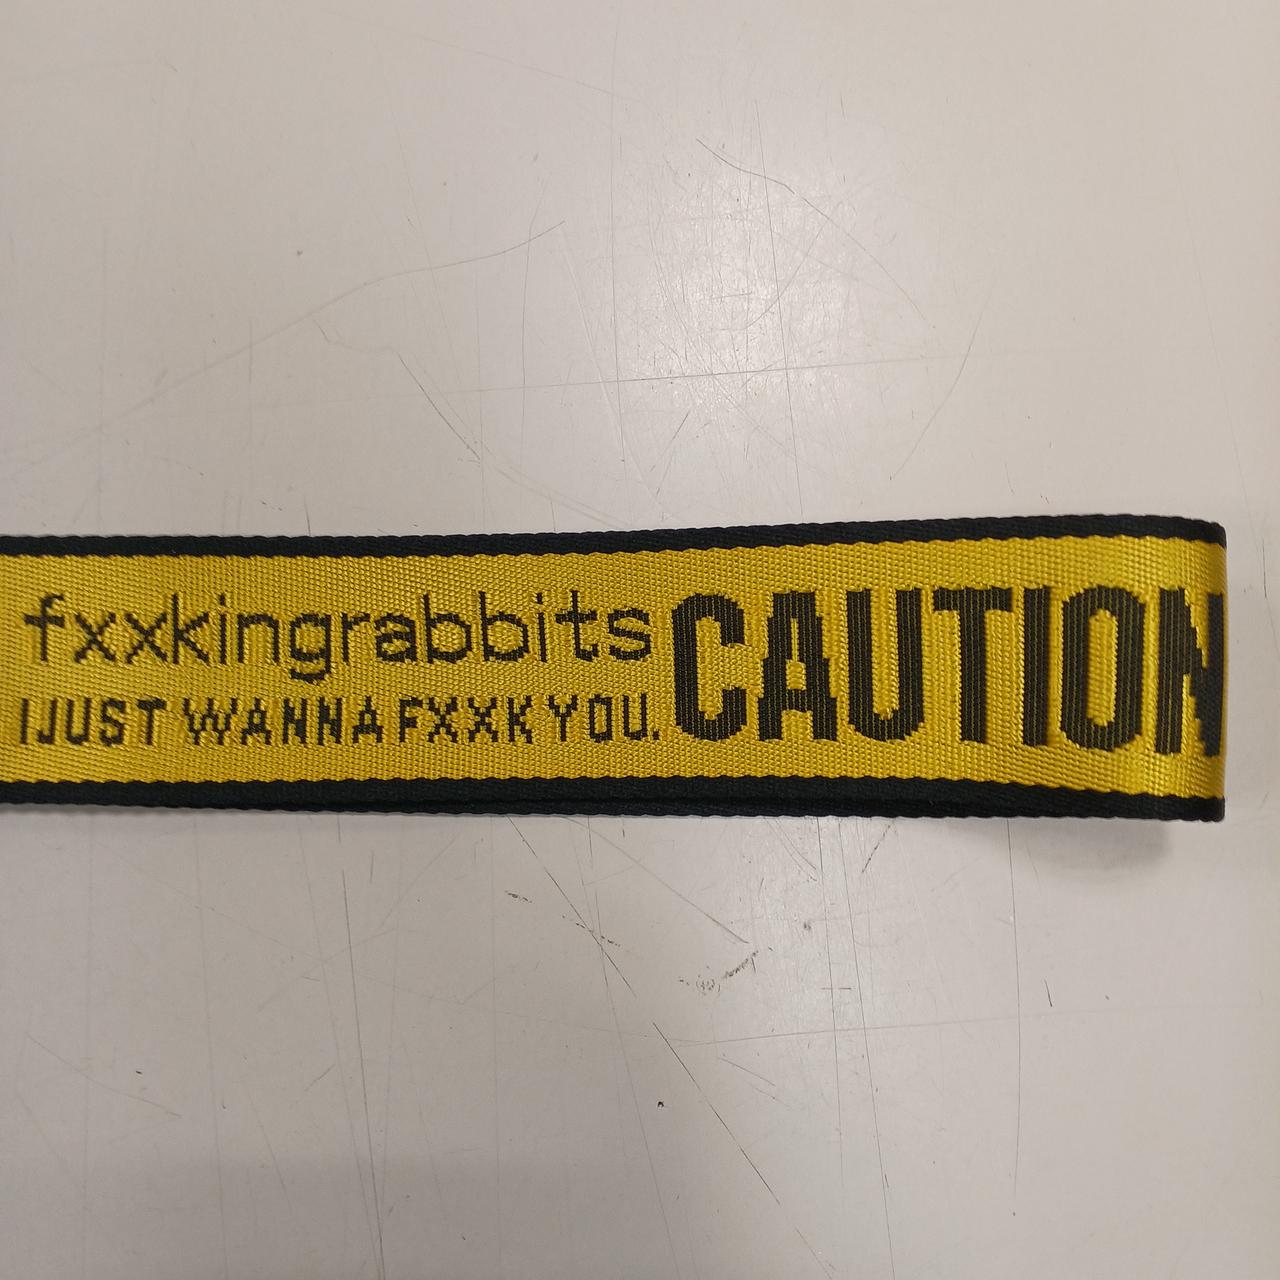 fxxkingrabbits
I JUST WANNA FXXK YOU.
CAUTION